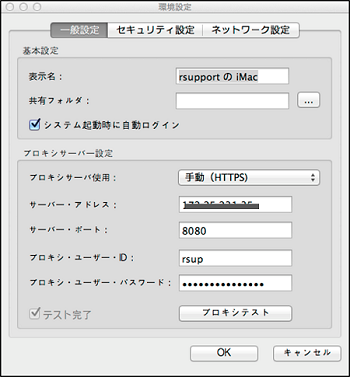 環境設定
一般設定 セキュリティ設定 ネットワーク設定
基本設定
表示名： rsupport の iMac
共有フォルダ： ...
システム起動時に自動ログイン
プロキシサーバー設定
プロキシサーバ使用： 手動（HTTPS）
サーバー・アドレス：
サーバー・ポート： 8080
プロキシ・ユーザー・ID： rsup
プロキシ・ユーザー・パスワード： ●●●●●●●●●●●●●●●
テスト完了 プロキシテスト
OK キャンセル